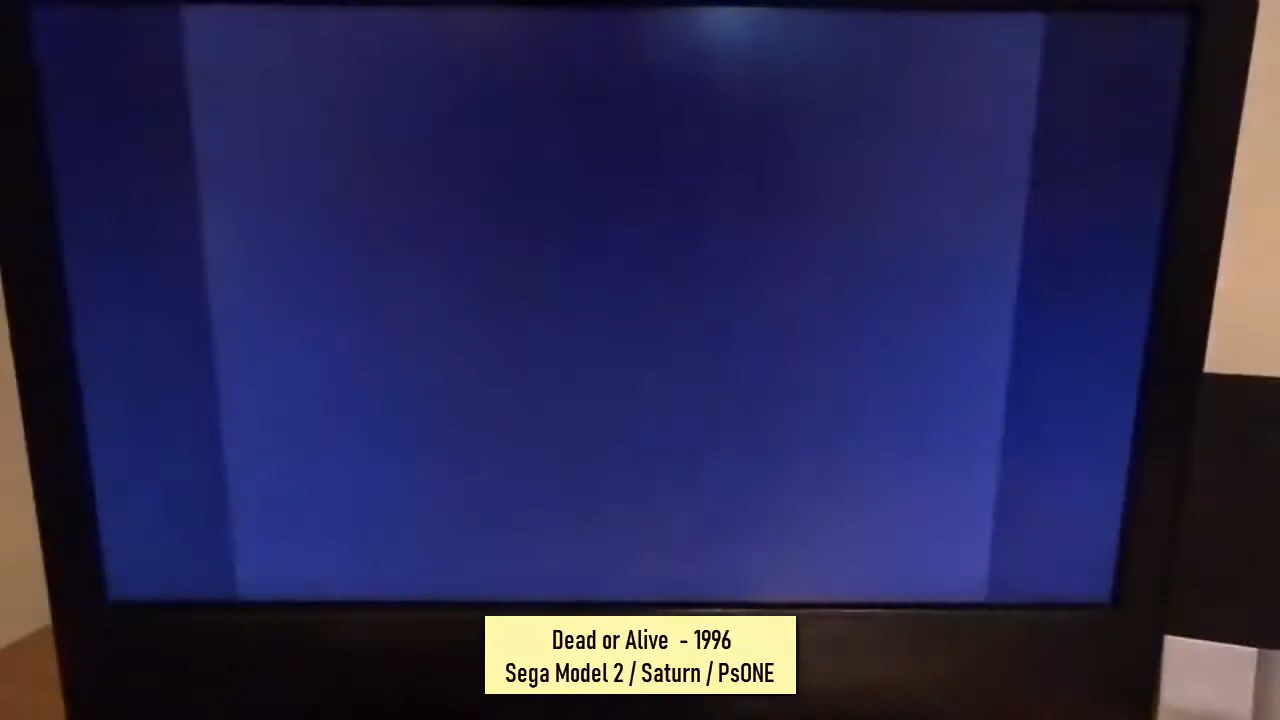 Dead or Alive - 1996
Sega Model 2 / Saturn / PsONE